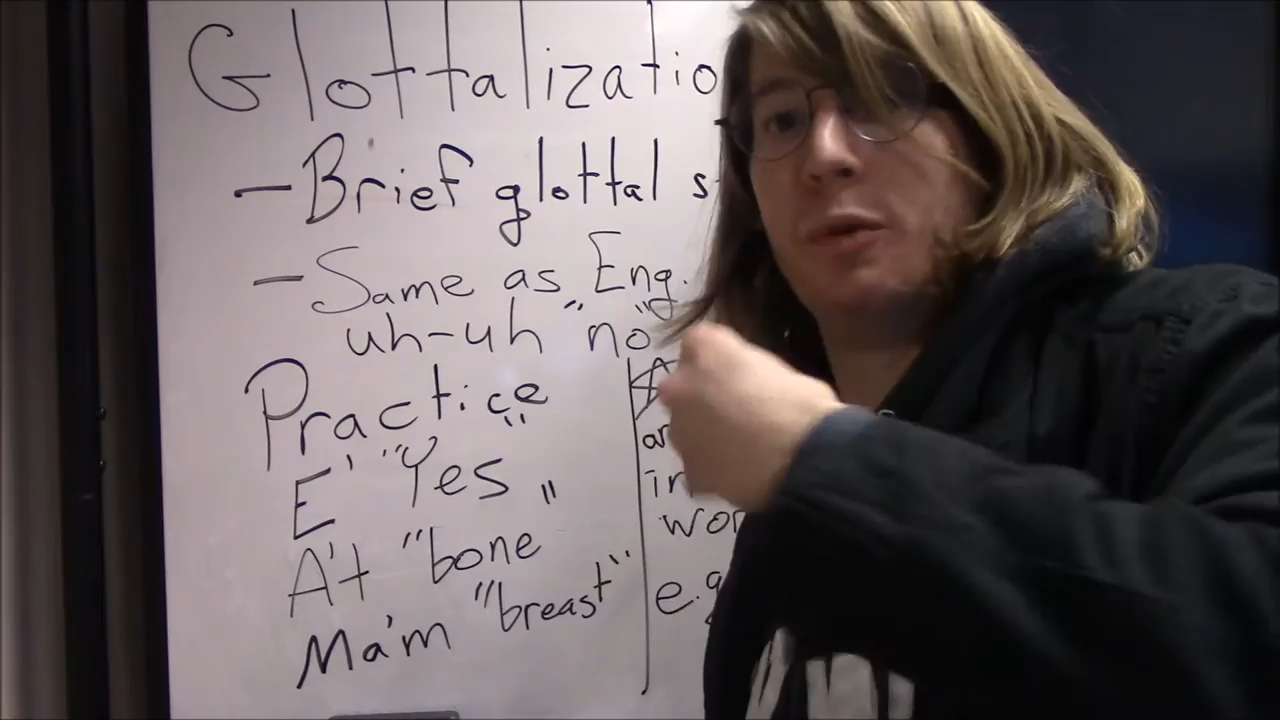 Glottalizatio
- Brief glottal s
- Same as Eng.
uh-uh "no"
Practice
E' "Yes"
A't "bone"
Ma'm "breast"
ar
in
wor
e.g